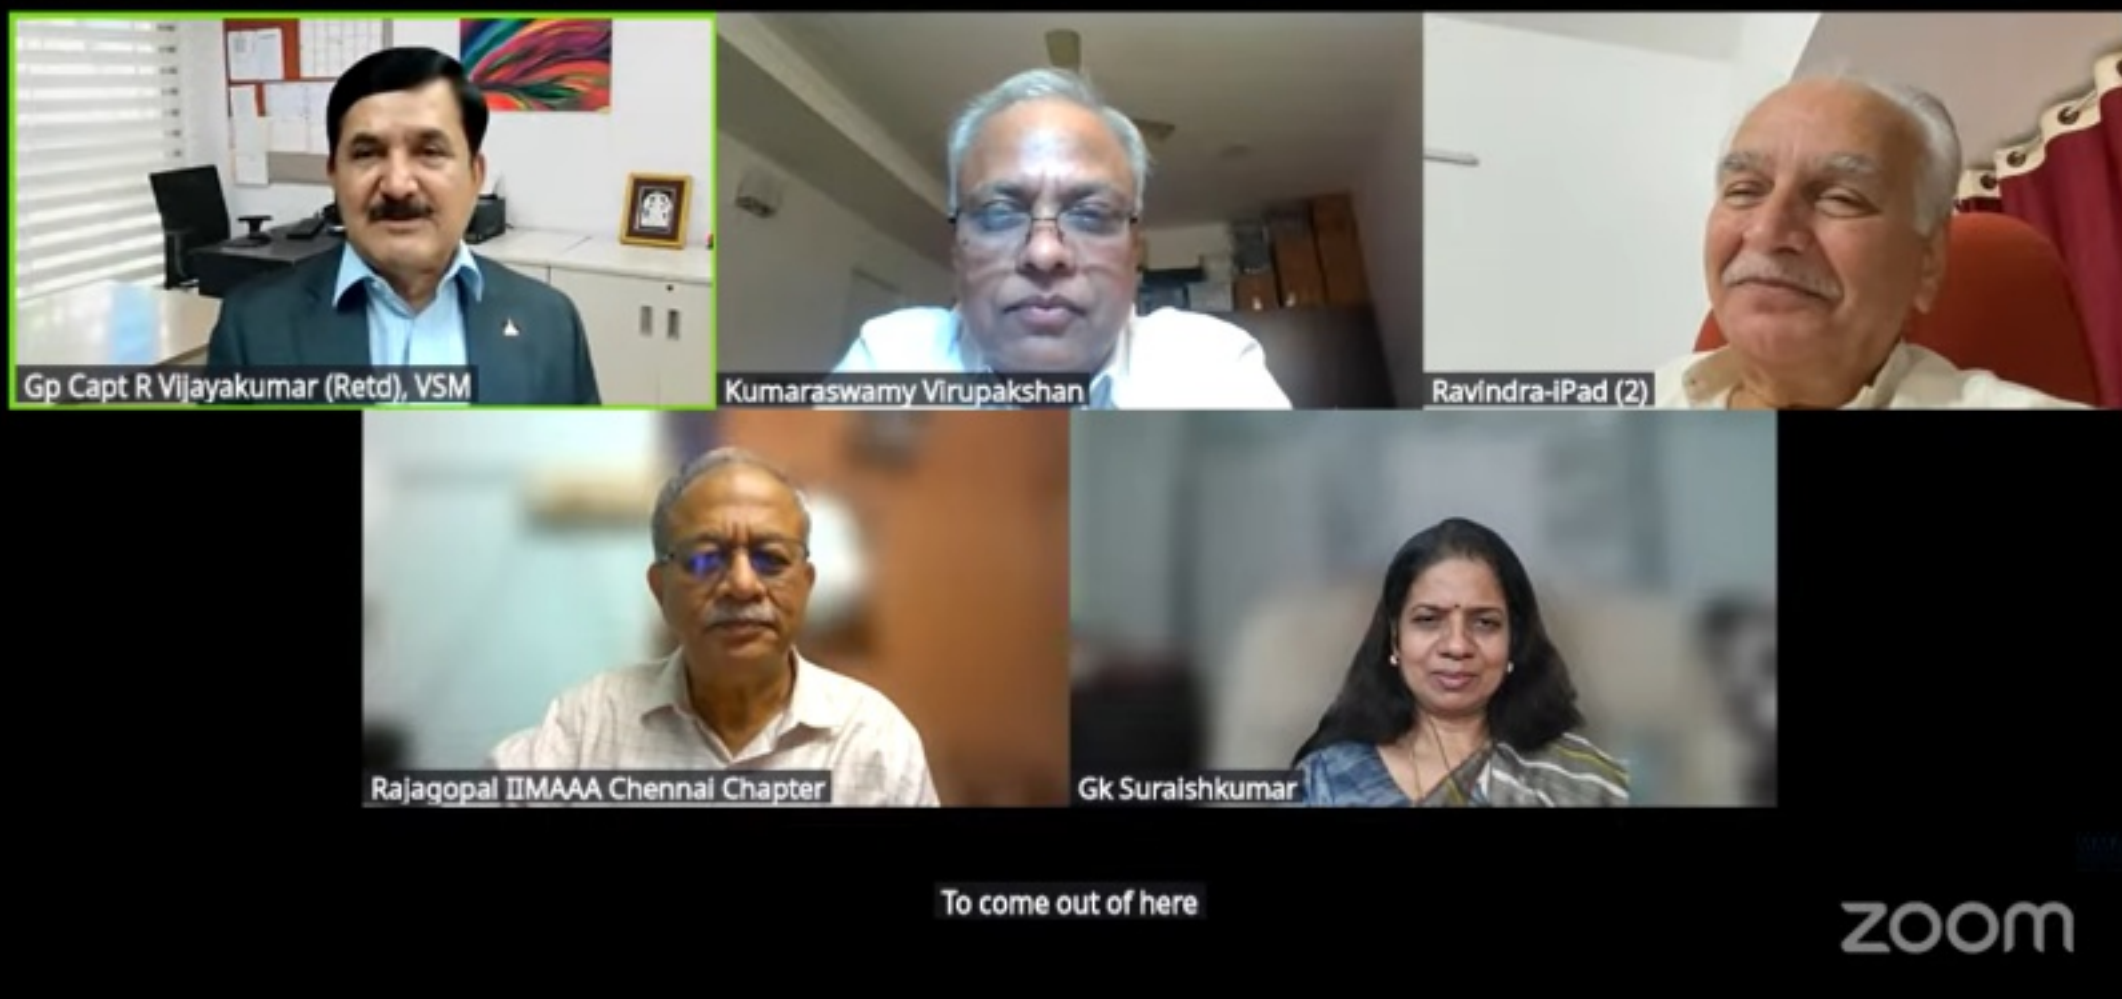 Gp Capt R Vijayakumar (Retd), VSM
Kumaraswamy Virupakshan
Ravindra-iPad (2)
Rajagopal IIMAAA Chennai Chapter
Gk Suraishkumar
To come out of here
zoom